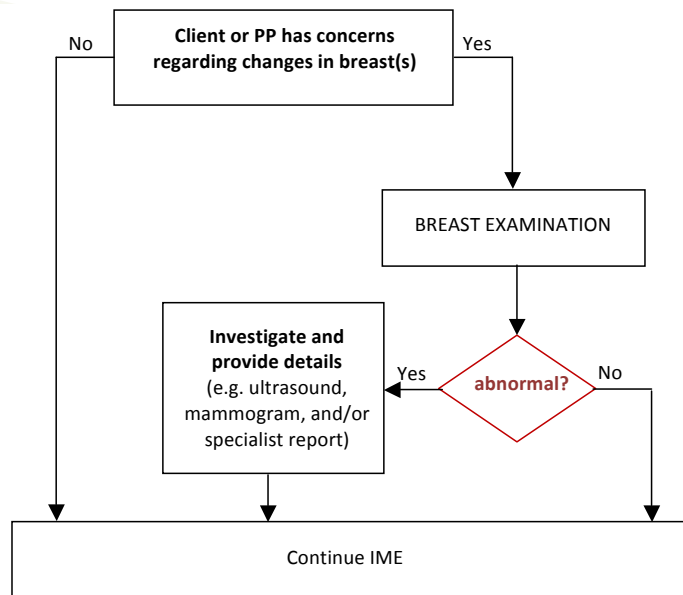 No
Client or PP has concerns
regarding changes in breast(s)
Yes
BREAST EXAMINATION
Investigate and
provide details
(e.g. ultrasound,
mammogram, and/or
specialist report)
Yes
abnormal?
No
Continue IME